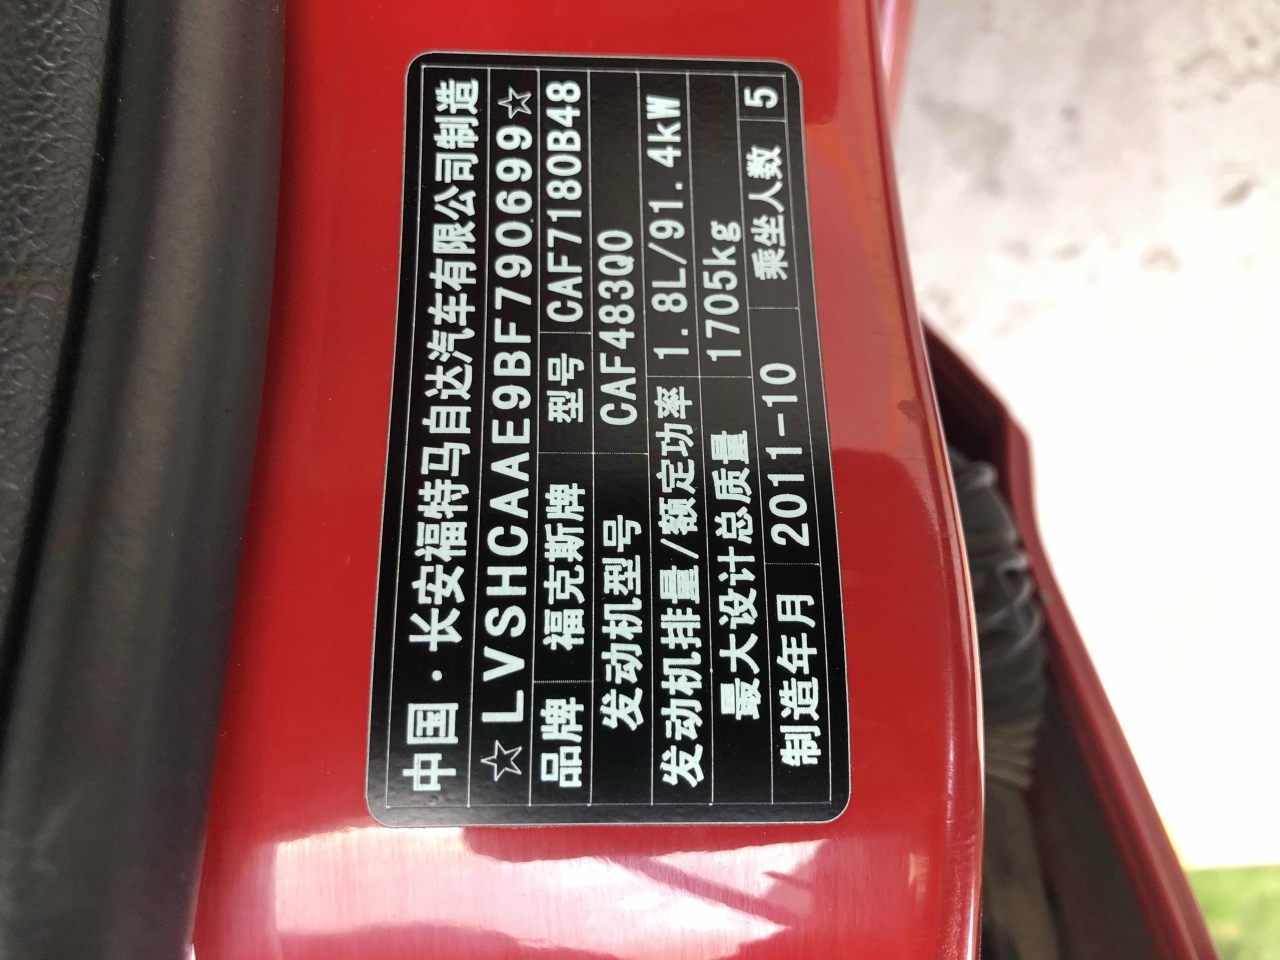 中国·长安福特马自达汽车有限公司制造
☆LVSHCAAE9BF790699☆
品牌 福克斯牌 型号 CAF7180B48
发动机型号 CAF483Q0
发动机排量/额定功率 1.8L/91.4kW
最大设计总质量 1705kg
制造年月 2011-10 乘坐人数 5